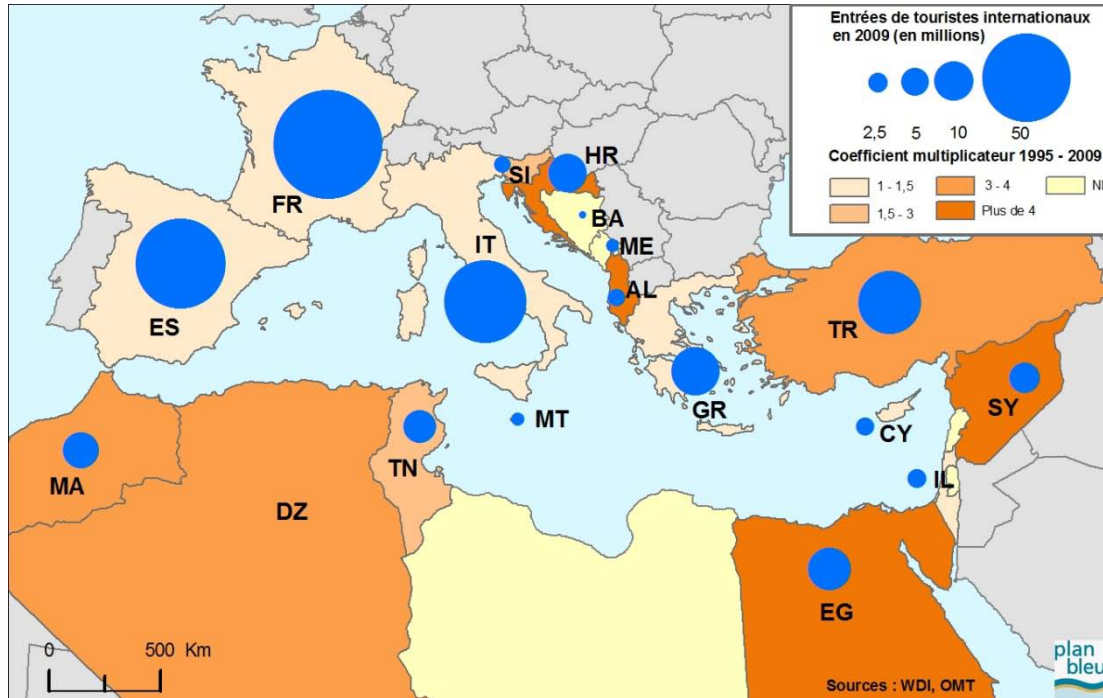 Entrées de touristes internationaux
en 2009 (en millions)
2,5 5 10 50
Coefficient multiplicateur 1995 - 2009
1 - 1,5 3 - 4
1,5 - 3 Plus de 4
FR
SI
HR
BA
IT
ME
ES
AL
TR
GR
SY
MT
CY
MA
TN
IL
DZ
EG
0 500 Km
plan
bleu
Sources : WDI, OMT